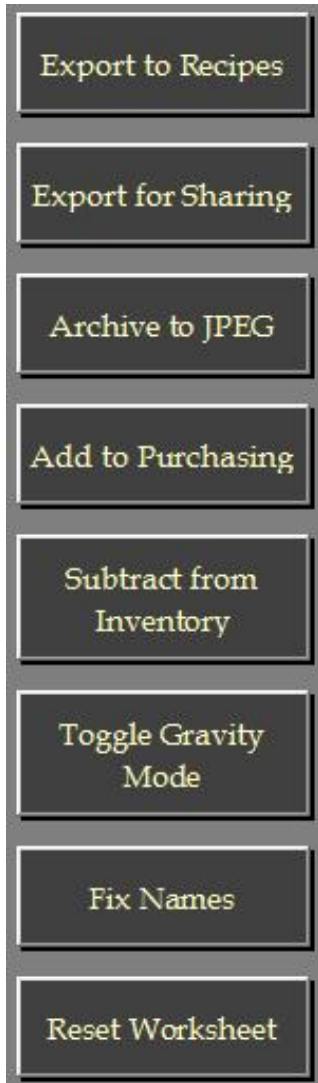 Export to Recipes
Export for Sharing
Archive to JPEG
Add to Purchasing
Subtract from
Inventory
Toggle Gravity
Mode
Fix Names
Reset Worksheet